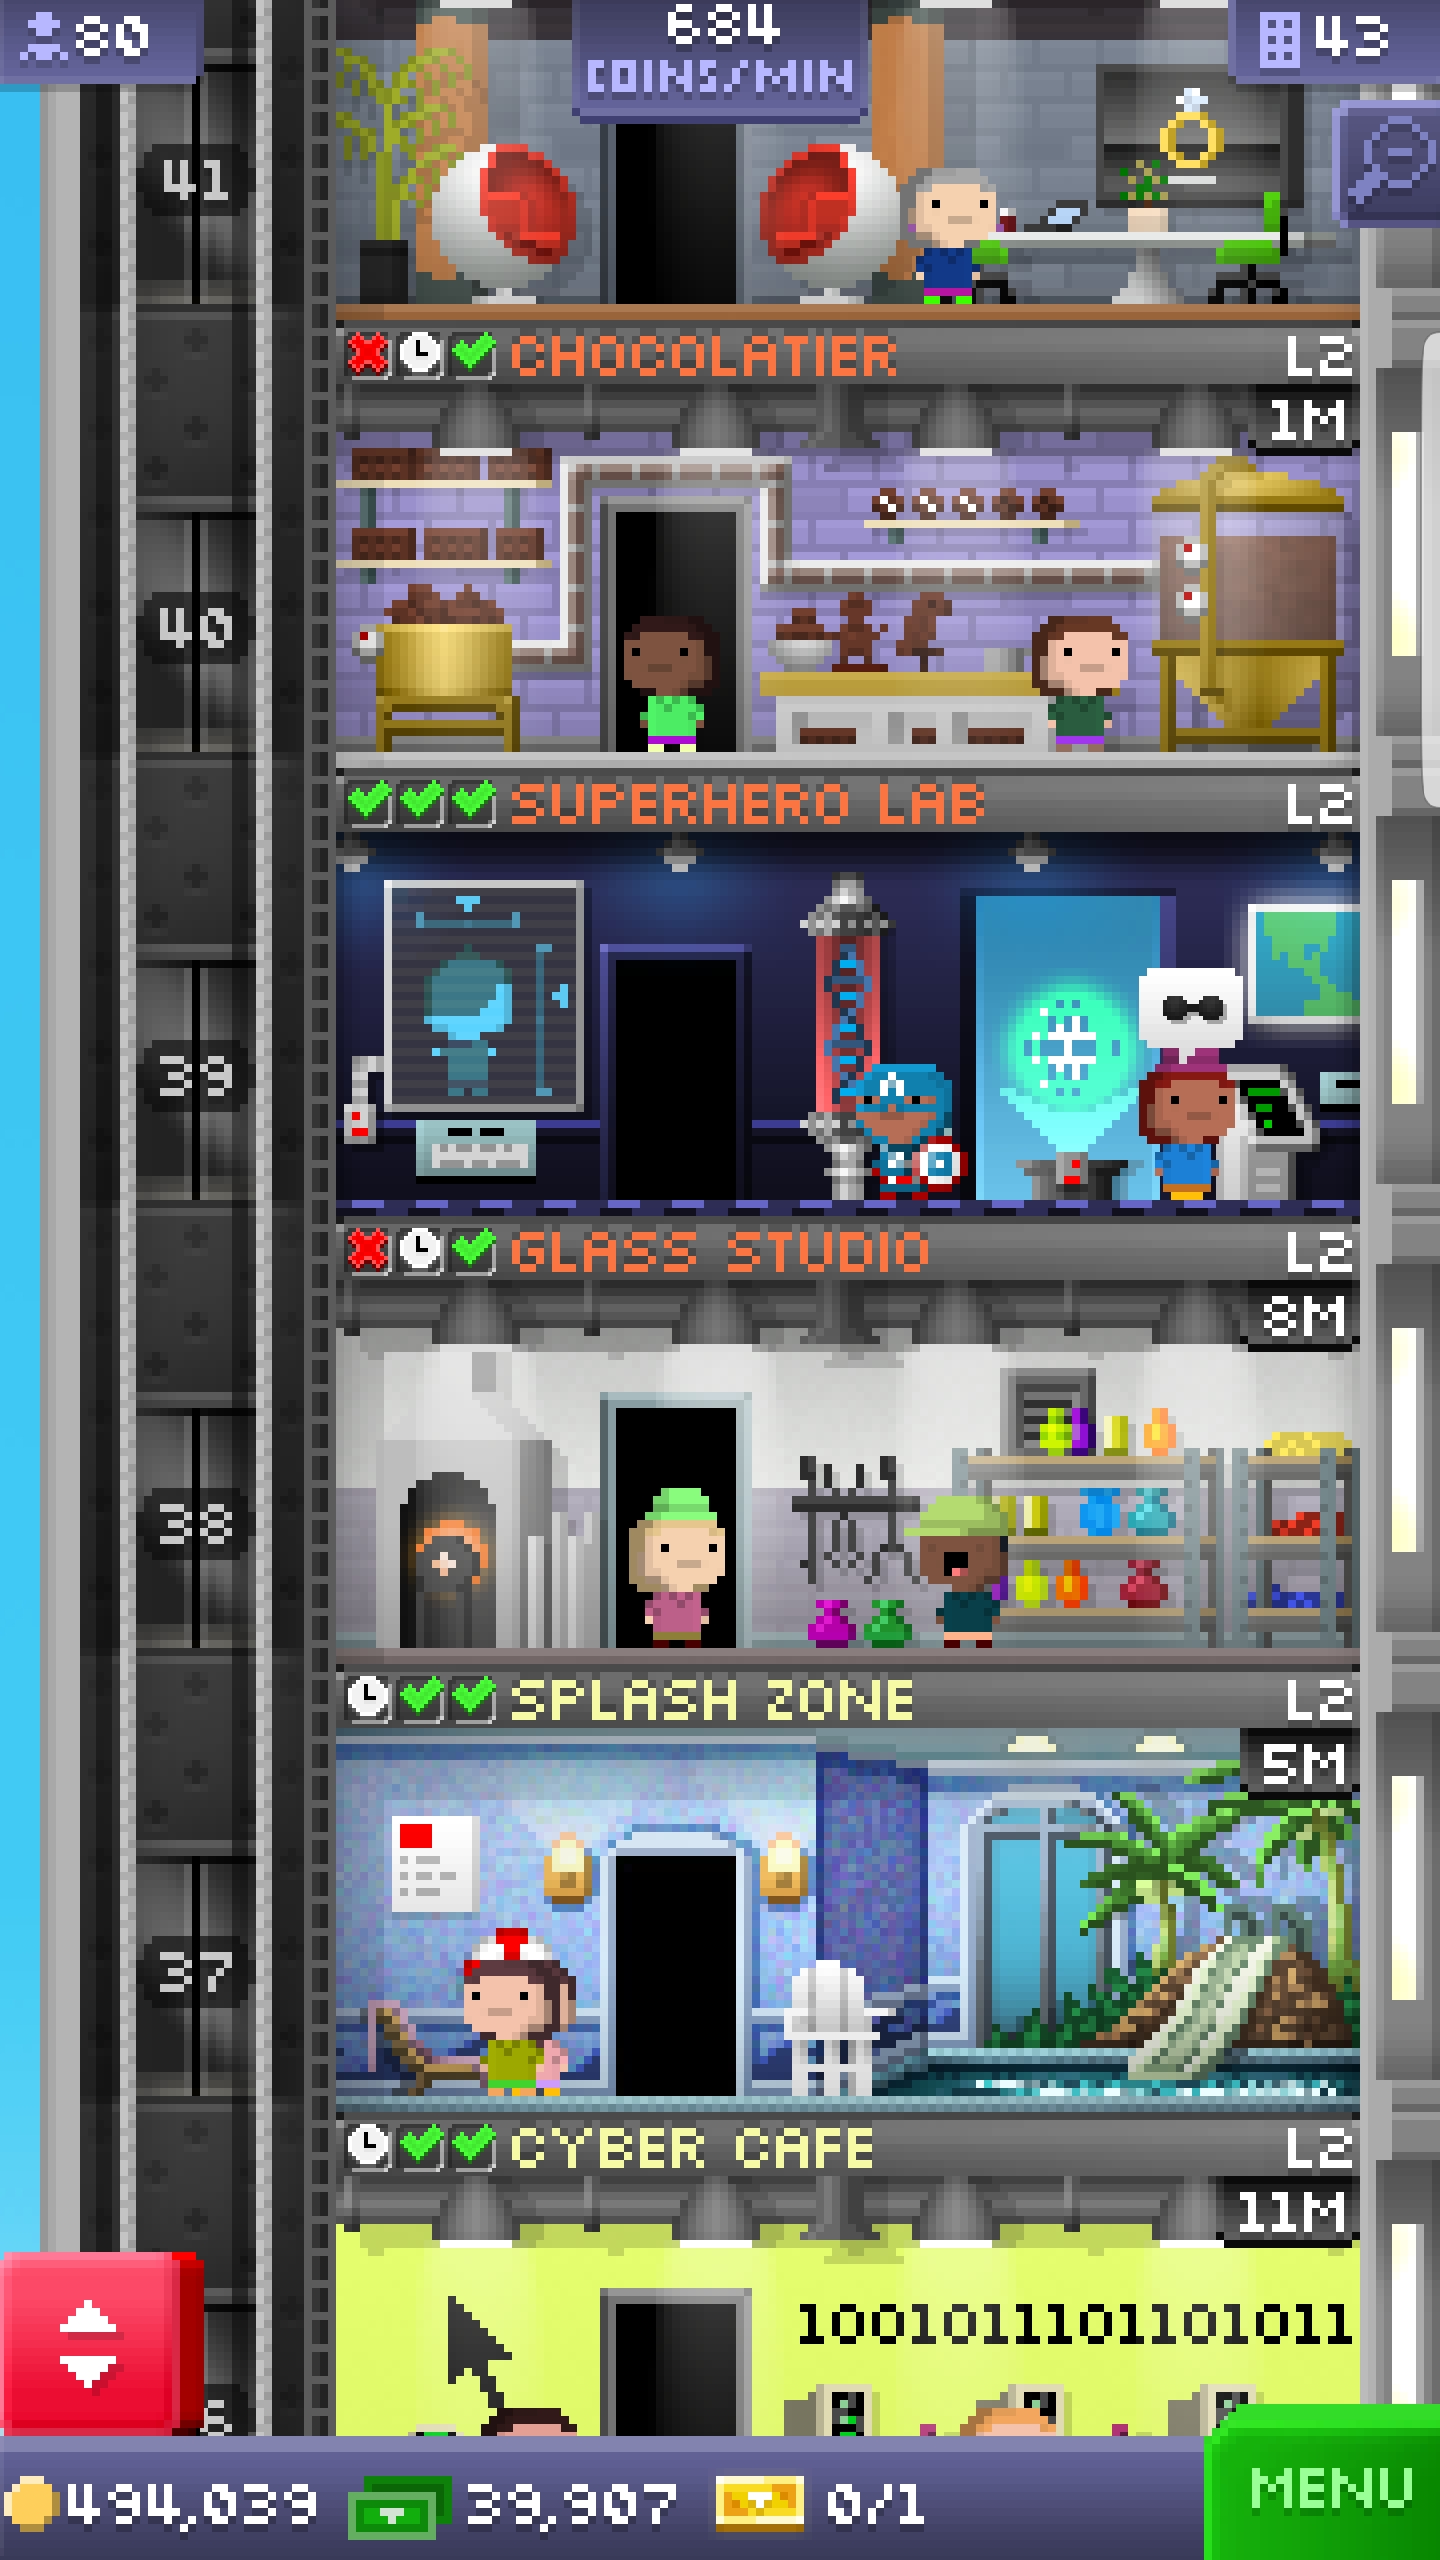 80
684
COINS/MIN
43
41
CHOCOLATIER L2
1M
40
SUPERHERO LAB L2
39
GLASS STUDIO L2
8M
38
SPLASH ZONE L2
5M
37
CYBER CAFE L2
11M
1001011101101011
494,039 39,907 0/1
MENU